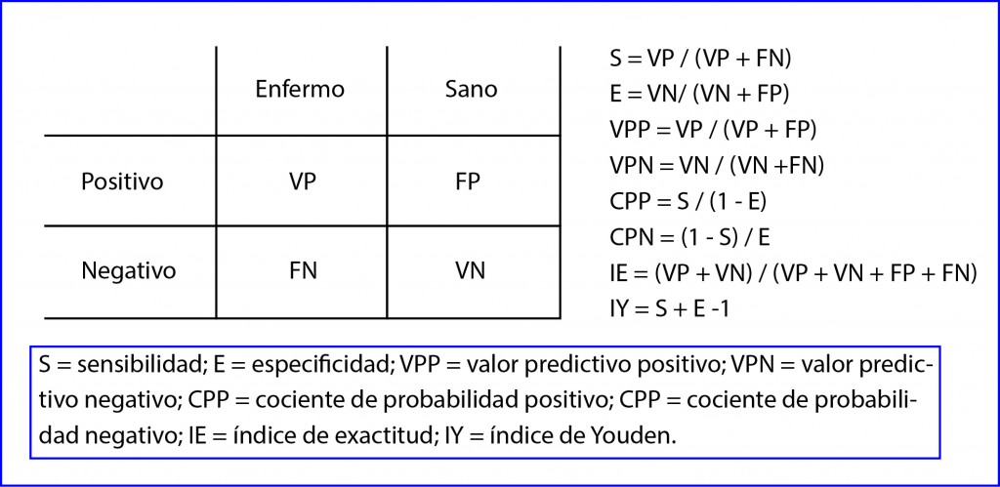 Enfermo Sano
Positivo VP FP
Negativo FN VN
S = VP / (VP + FN)
E = VN/ (VN + FP)
VPP = VP / (VP + FP)
VPN = VN / (VN +FN)
CPP = S / (1 - E)
CPN = (1 - S) / E
IE = (VP + VN) / (VP + VN + FP + FN)
IY = S + E -1
S = sensibilidad; E = especificidad; VPP = valor predictivo positivo; VPN = valor predic-
tivo negativo; CPP = cociente de probabilidad positivo; CPP = cociente de probabili-
dad negativo; IE = índice de exactitud; IY = índice de Youden.